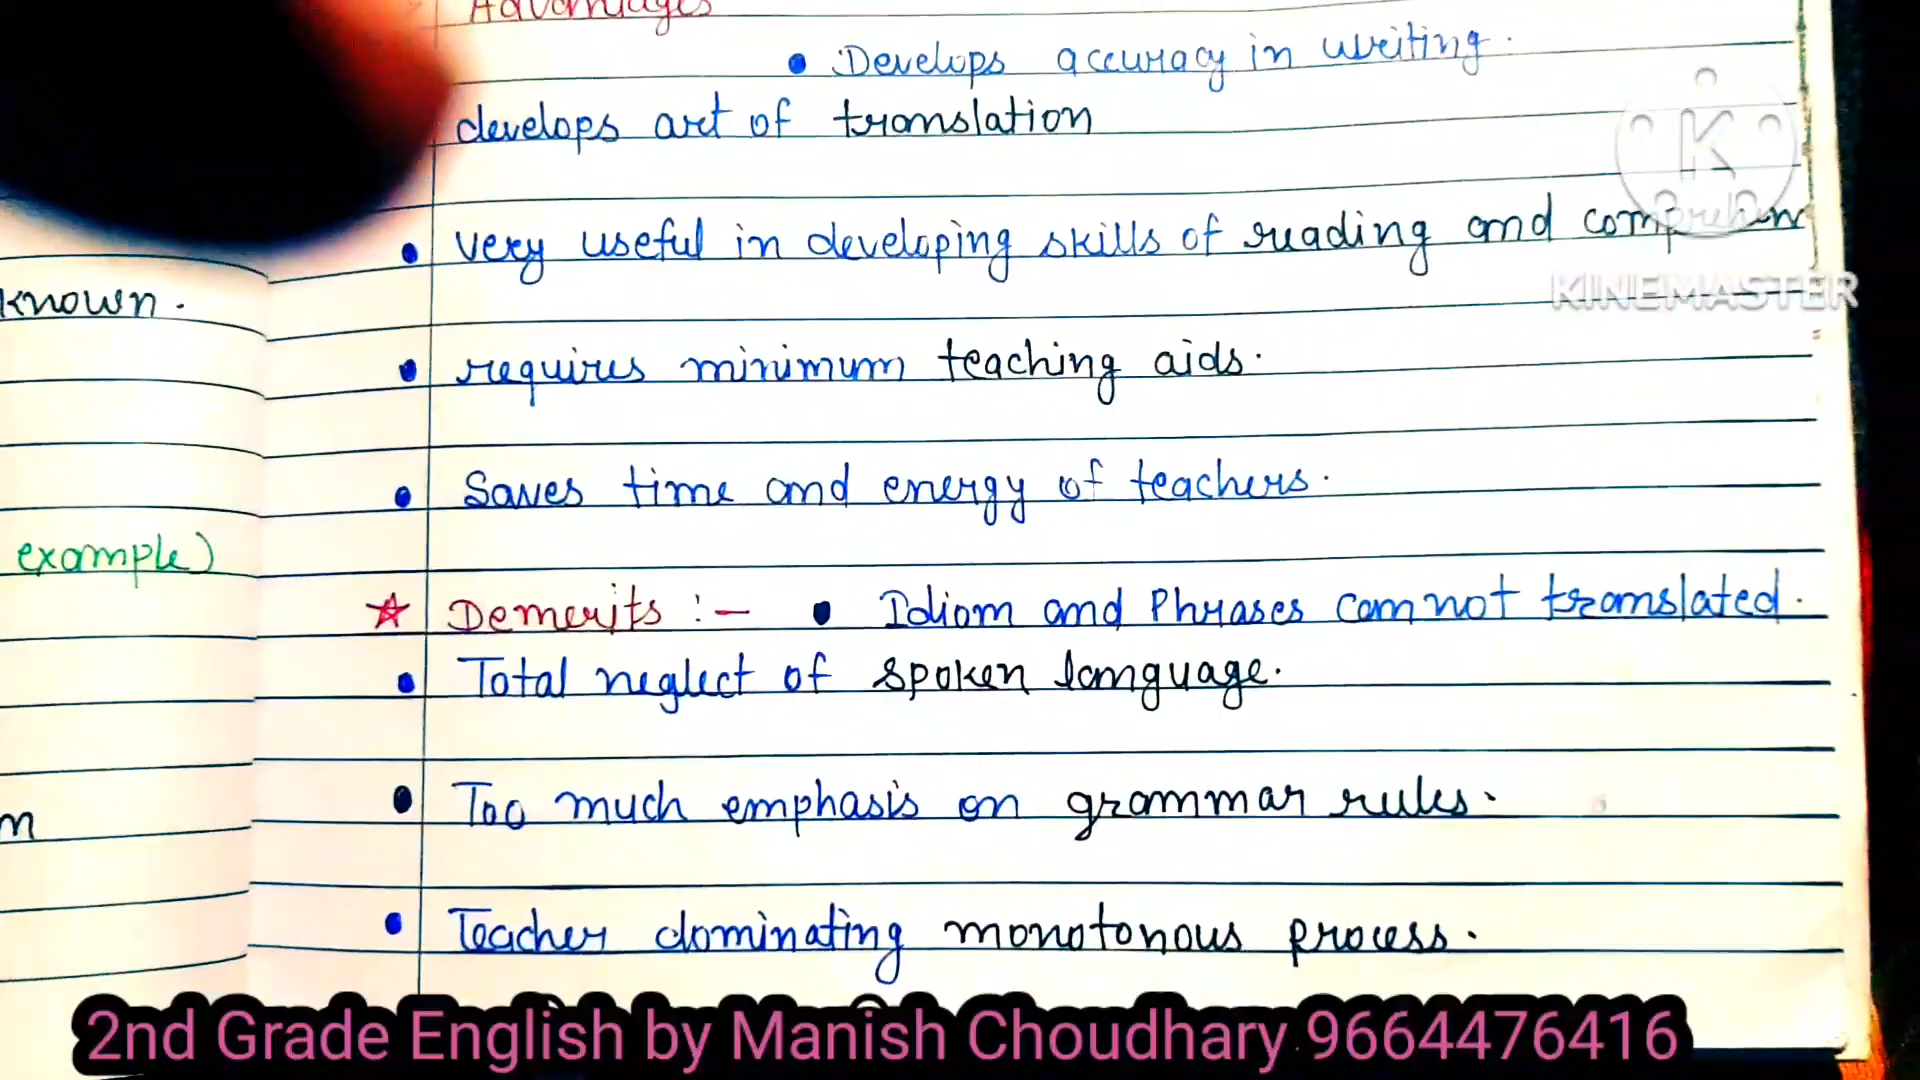 Advantages
• Develops accuracy in writing.
develops art of translation
• very useful in developing skills of reading and
known.
KINEMASTER
• requires minimum teaching aids.
• Saves time and energy of teachers.
example)
☆ Demerits :- • Idiom and Phrases can not translated.
• Total neglect of spoken language.
• Too much emphasis on grammar rules.
m
• Teacher dominating monotonous process.
2nd Grade English by Manish Choudhary 9664476416